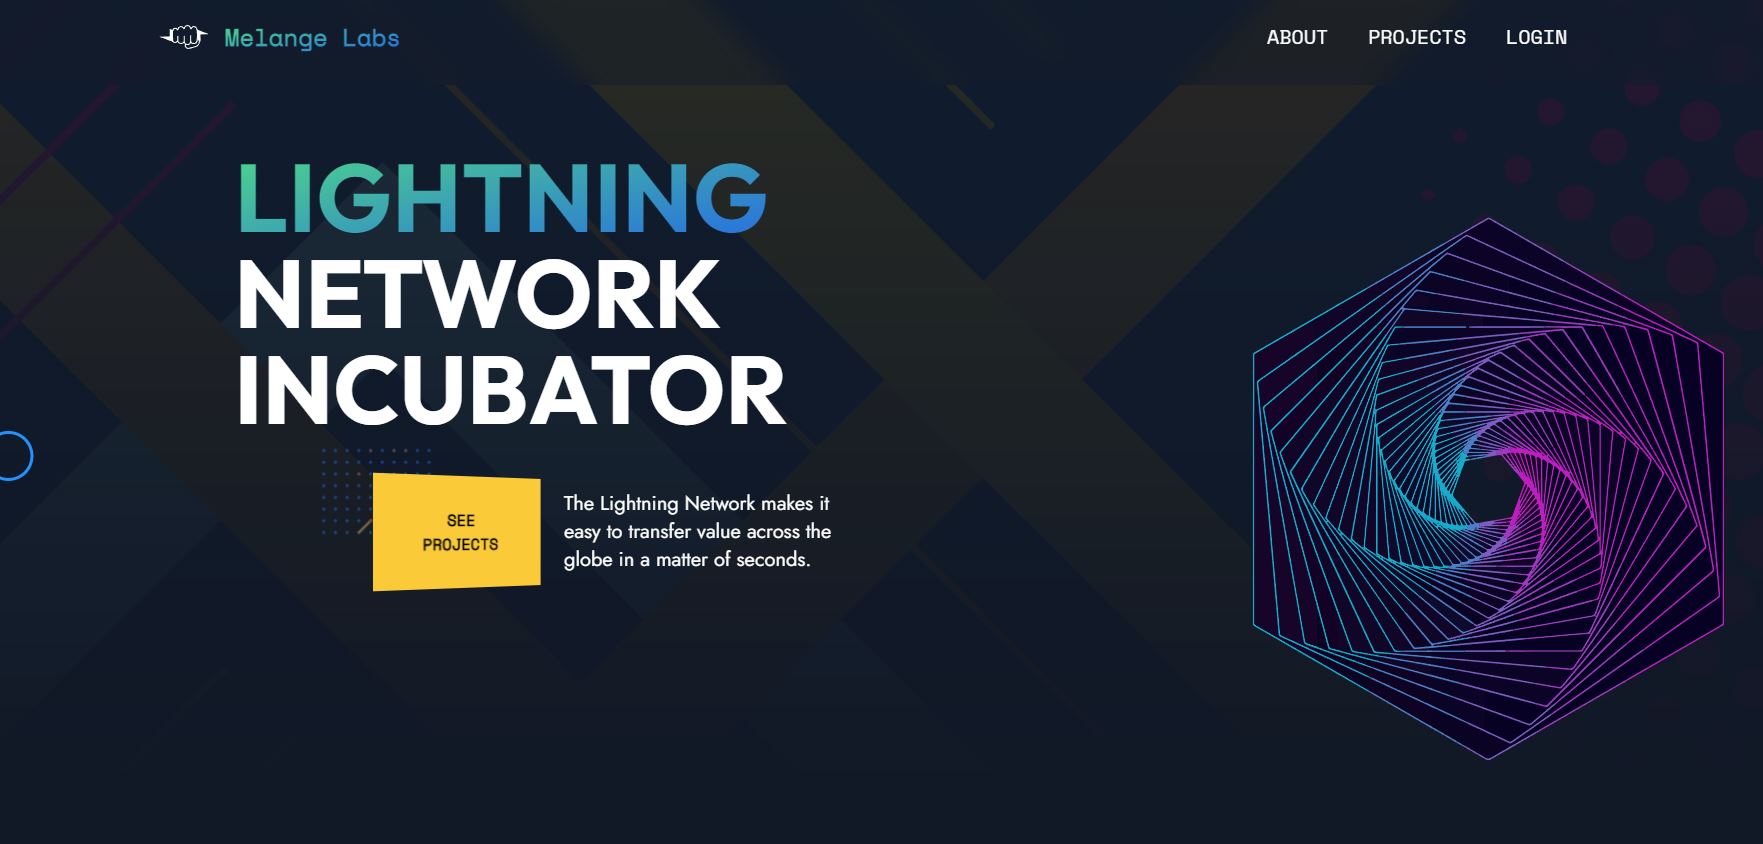 Melange Labs
ABOUT PROJECTS LOGIN
LIGHTNING
NETWORK
INCUBATOR
SEE
PROJECTS
The Lightning Network makes it
easy to transfer value across the
globe in a matter of seconds.